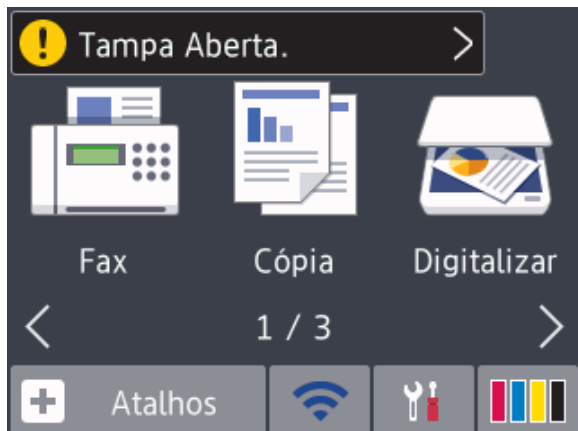 Tampa Aberta.
Fax
Cópia
Digitalizar
1 / 3
Atalhos